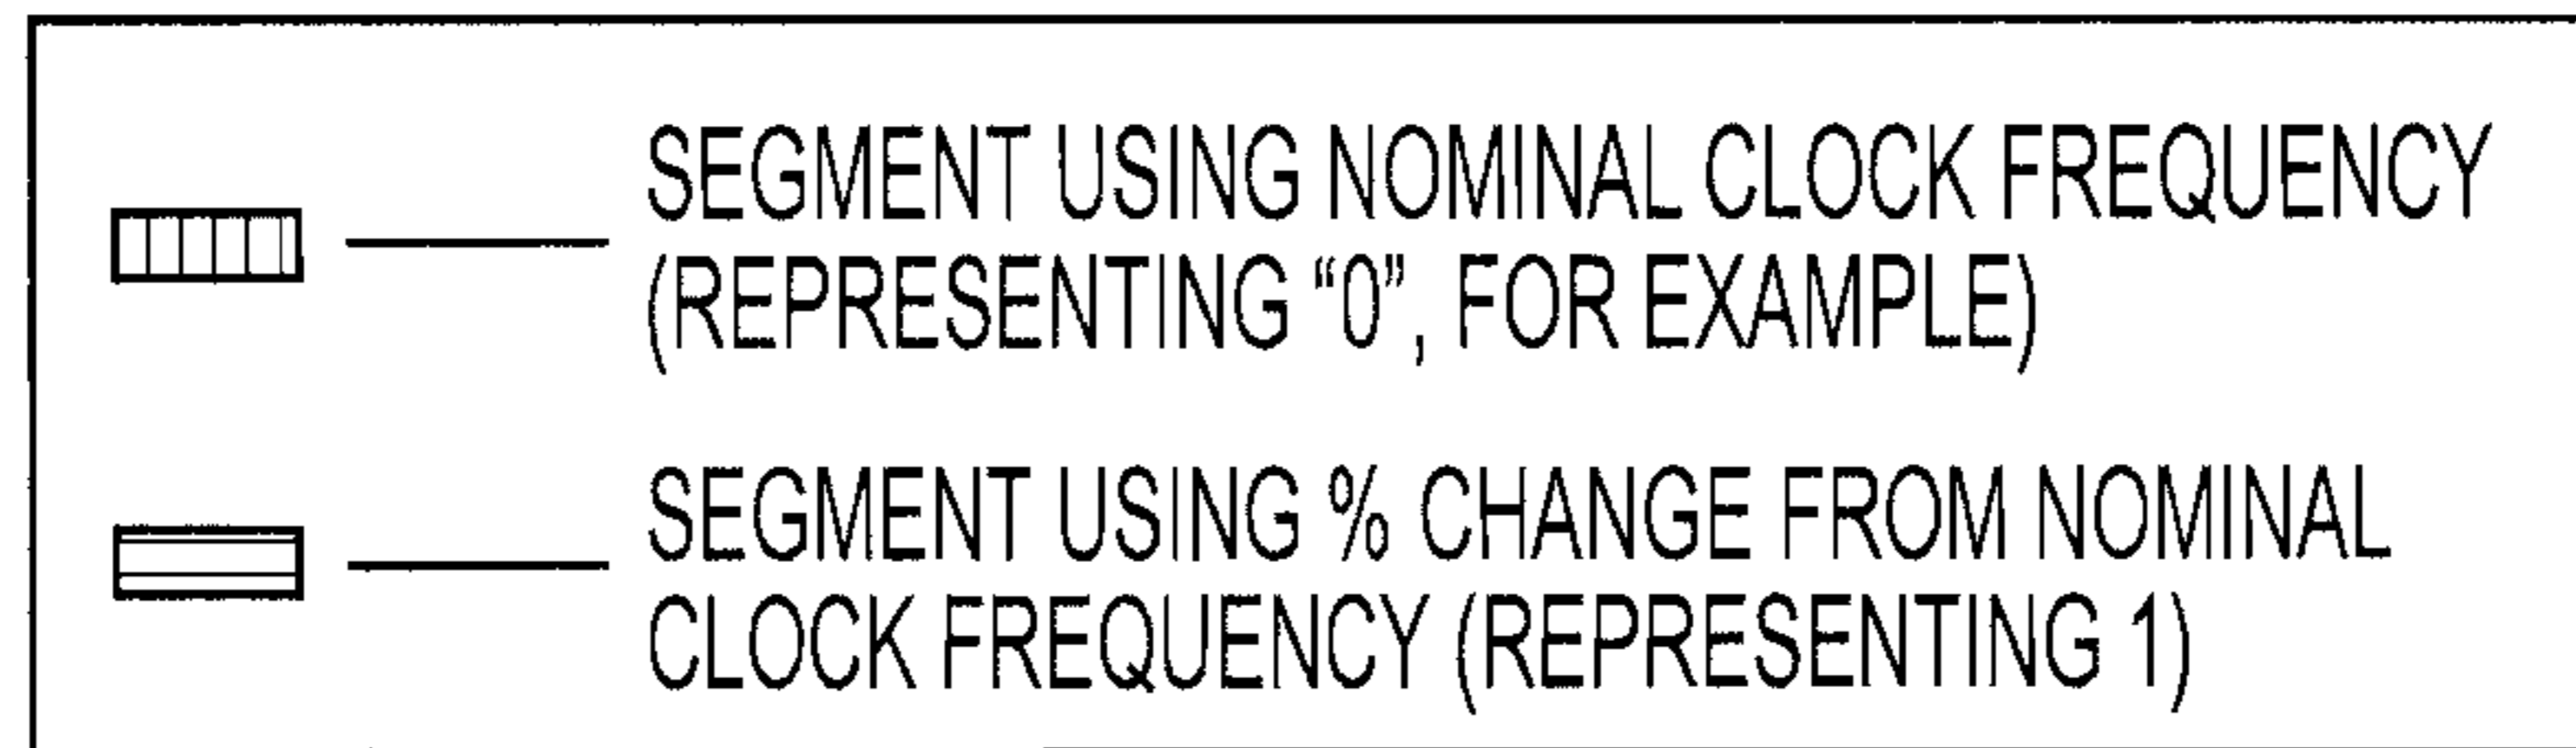 SEGMENT USING NOMINAL CLOCK FREQUENCY
(REPRESENTING “0”, FOR EXAMPLE)
SEGMENT USING % CHANGE FROM NOMINAL
CLOCK FREQUENCY (REPRESENTING 1)